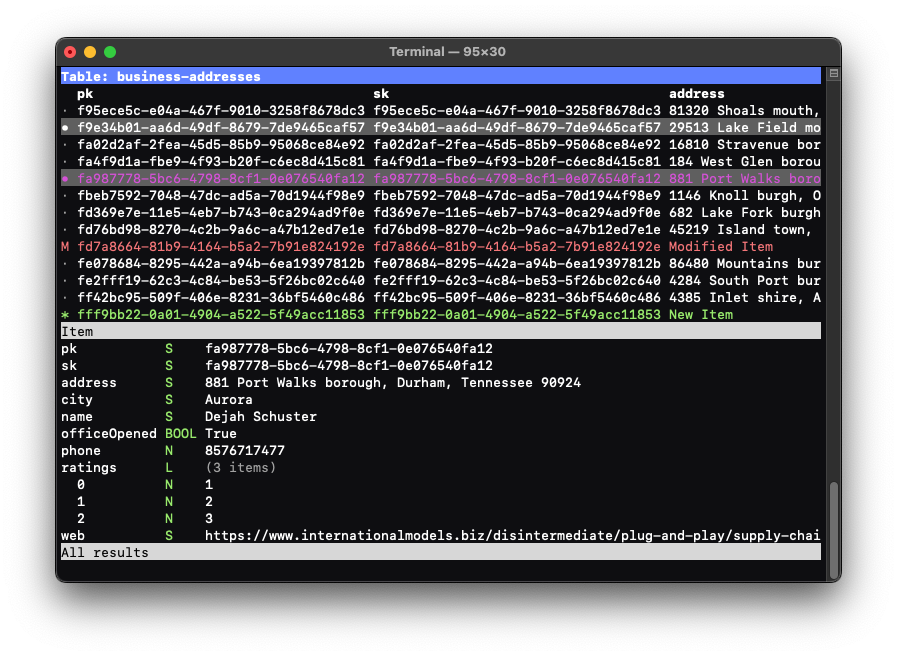 Terminal — 95×30
Table: business-addresses
pk sk address
· f95ece5c-e04a-467f-9010-3258f8678dc3 f95ece5c-e04a-467f-9010-3258f8678dc3 81320 Shoals mouth,
• f9e34b01-aa6d-49df-8679-7de9465caf57 f9e34b01-aa6d-49df-8679-7de9465caf57 29513 Lake Field mo
· fa02d2af-2fea-45d5-85b9-95068ce84e92 fa02d2af-2fea-45d5-85b9-95068ce84e92 16810 Stravenue bor
· fa4f9d1a-fbe9-4f93-b20f-c6ec8d415c81 fa4f9d1a-fbe9-4f93-b20f-c6ec8d415c81 184 West Glen borou
• fa987778-5bc6-4798-8cf1-0e076540fa12 fa987778-5bc6-4798-8cf1-0e076540fa12 881 Port Walks boro
· fbeb7592-7048-47dc-ad5a-70d1944f98e9 fbeb7592-7048-47dc-ad5a-70d1944f98e9 1146 Knoll burgh, O
· fd369e7e-11e5-4eb7-b743-0ca294ad9f0e fd369e7e-11e5-4eb7-b743-0ca294ad9f0e 682 Lake Fork burgh
· fd76bd98-8270-4c2b-9a6c-a47b12ed7e1e fd76bd98-8270-4c2b-9a6c-a47b12ed7e1e 45219 Island town,
M fd7a8664-81b9-4164-b5a2-7b91e824192e fd7a8664-81b9-4164-b5a2-7b91e824192e Modified Item
· fe078684-8295-442a-a94b-6ea19397812b fe078684-8295-442a-a94b-6ea19397812b 86480 Mountains bur
· fe2fff19-62c3-4c84-be53-5f26bc02c640 fe2fff19-62c3-4c84-be53-5f26bc02c640 4284 South Port bur
· ff42bc95-509f-406e-8231-36bf5460c486 ff42bc95-509f-406e-8231-36bf5460c486 4385 Inlet shire, A
* fff9bb22-0a01-4904-a522-5f49acc11853 fff9bb22-0a01-4904-a522-5f49acc11853 New Item
Item
pk S fa987778-5bc6-4798-8cf1-0e076540fa12
sk S fa987778-5bc6-4798-8cf1-0e076540fa12
address S 881 Port Walks borough, Durham, Tennessee 90924
city S Aurora
name S Dejah Schuster
officeOpened BOOL True
phone N 8576717477
ratings L (3 items)
0 N 1
1 N 2
2 N 3
web S https://www.internationalmodels.biz/disintermediate/plug-and-play/supply-chai
All results